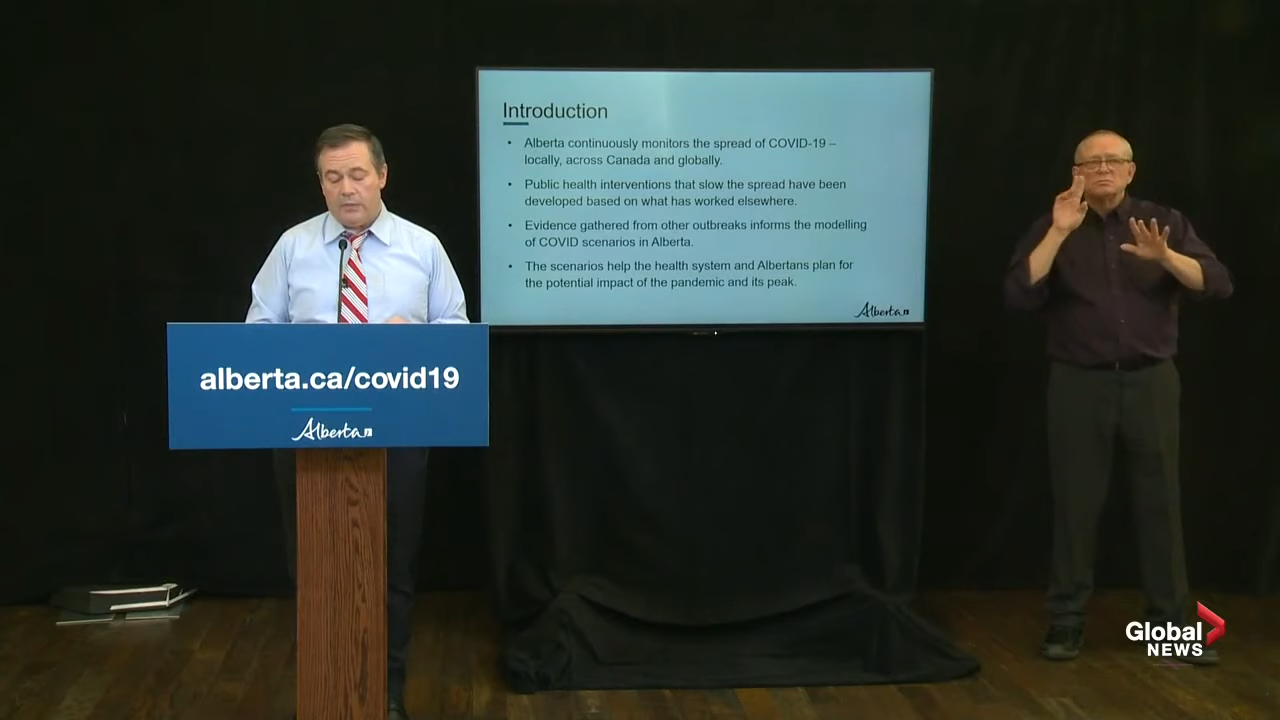 Introduction
• Alberta continuously monitors the spread of COVID-19 –
locally, across Canada and globally.
• Public health interventions that slow the spread have been
developed based on what has worked elsewhere.
• Evidence gathered from other outbreaks informs the modelling
of COVID scenarios in Alberta.
• The scenarios help the health system and Albertans plan for
the potential impact of the pandemic and its peak.
Alberta
alberta.ca/covid19
Alberta
Global
NEWS